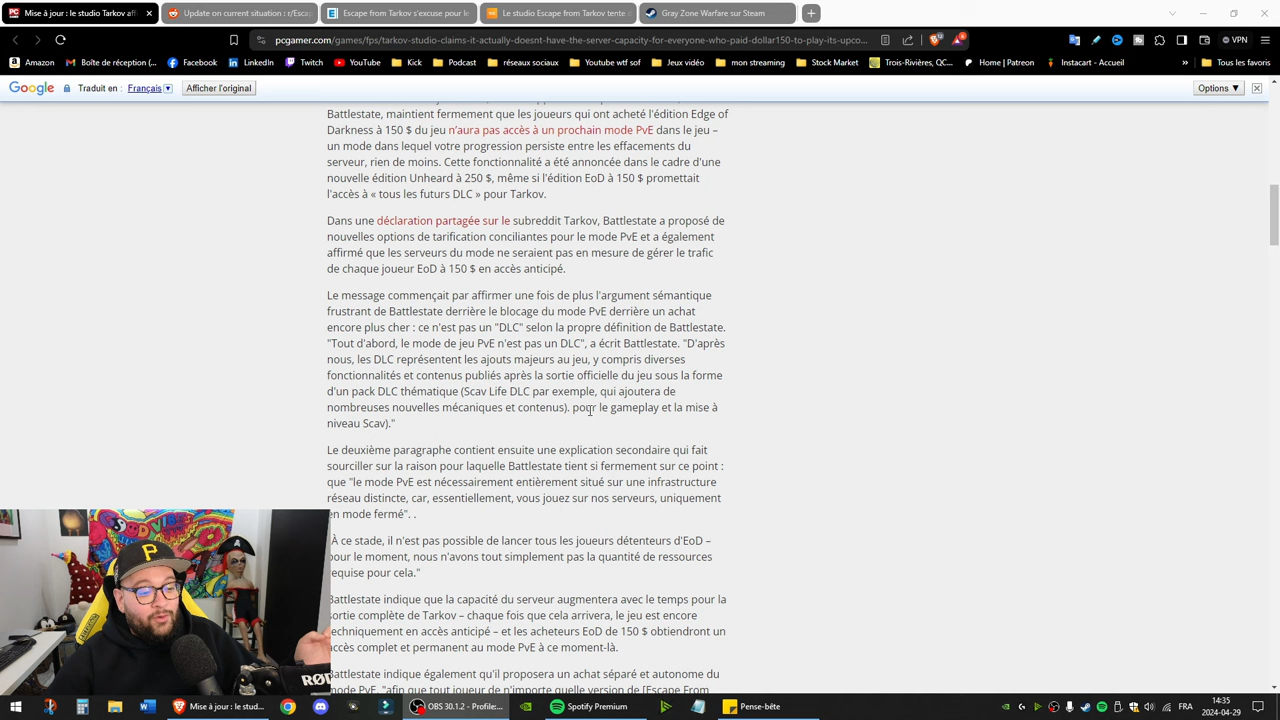 Mise à jour : le studio Tarkov aff
Update on current situation : r/Esca
Escape from Tarkov s'excuse pour le
Le studio Escape from Tarkov tente
Gray Zone Warfare sur Steam
pcgamer.com/games/fps/tarkov-studio-claims-it-actually-doesnt-have-the-server-capacity-for-everyone-who-paid-dollar150-to-play-its-upco...
VPN
Amazon
Boîte de réception (...
Facebook
LinkedIn
Twitch
YouTube
Kick
Podcast
réseaux sociaux
Youtube wtf sof
Jeux vidéo
mon streaming
Stock Market
Trois-Rivières, QC...
Home | Patreon
Instacart - Accueil
Tous les favoris
Google
Traduit en : Français
Afficher l'original
Options ▼
Battlestate, maintient fermement que les joueurs qui ont acheté l'édition Edge of
Darkness à 150 $ du jeu n'aura pas accès à un prochain mode PvE dans le jeu –
un mode dans lequel votre progression persiste entre les effacements du
serveur, rien de moins. Cette fonctionnalité a été annoncée dans le cadre d'une
nouvelle édition Unheard à 250 $, même si l'édition EoD à 150 $ promettait
l'accès à « tous les futurs DLC » pour Tarkov.
Dans une déclaration partagée sur le subreddit Tarkov, Battlestate a proposé de
nouvelles options de tarification conciliantes pour le mode PvE et a également
affirmé que les serveurs du mode ne seraient pas en mesure de gérer le trafic
de chaque joueur EoD à 150 $ en accès anticipé.
Le message commençait par affirmer une fois de plus l'argument sémantique
frustrant de Battlestate derrière le blocage du mode PvE derrière un achat
encore plus cher : ce n'est pas un "DLC" selon la propre définition de Battlestate.
"Tout d'abord, le mode de jeu PvE n'est pas un DLC", a écrit Battlestate. "D'après
nous, les DLC représentent les ajouts majeurs au jeu, y compris diverses
fonctionnalités et contenus publiés après la sortie officielle du jeu sous la forme
d'un pack DLC thématique (Scav Life DLC par exemple, qui ajoutera de
nombreuses nouvelles mécaniques et contenus). pour le gameplay et la mise à
niveau Scav)."
Le deuxième paragraphe contient ensuite une explication secondaire qui fait
sourciller sur la raison pour laquelle Battlestate tient si fermement sur ce point :
que "le mode PvE est nécessairement entièrement situé sur une infrastructure
réseau distincte, car, essentiellement, vous jouez sur nos serveurs, uniquement
en mode fermé". .
À ce stade, il n'est pas possible de lancer tous les joueurs détenteurs d'EoD –
pour le moment, nous n'avons tout simplement pas la quantité de ressources
requise pour cela."
Battlestate indique que la capacité du serveur augmentera avec le temps pour la
sortie complète de Tarkov – chaque fois que cela arrivera, le jeu est encore
techniquement en accès anticipé – et les acheteurs EoD de 150 $ obtiendront un
accès complet et permanent au mode PvE à ce moment-là.
Battlestate indique également qu'il proposera un achat séparé et autonome du
mode PvE, "afin que tout joueur de n'importe quelle version de l'Escape From
Mise à jour : le stud...
OBS 30.1.2 - Profile:...
Spotify Premium
Pense-bête
FRA
14:35
2024-04-29